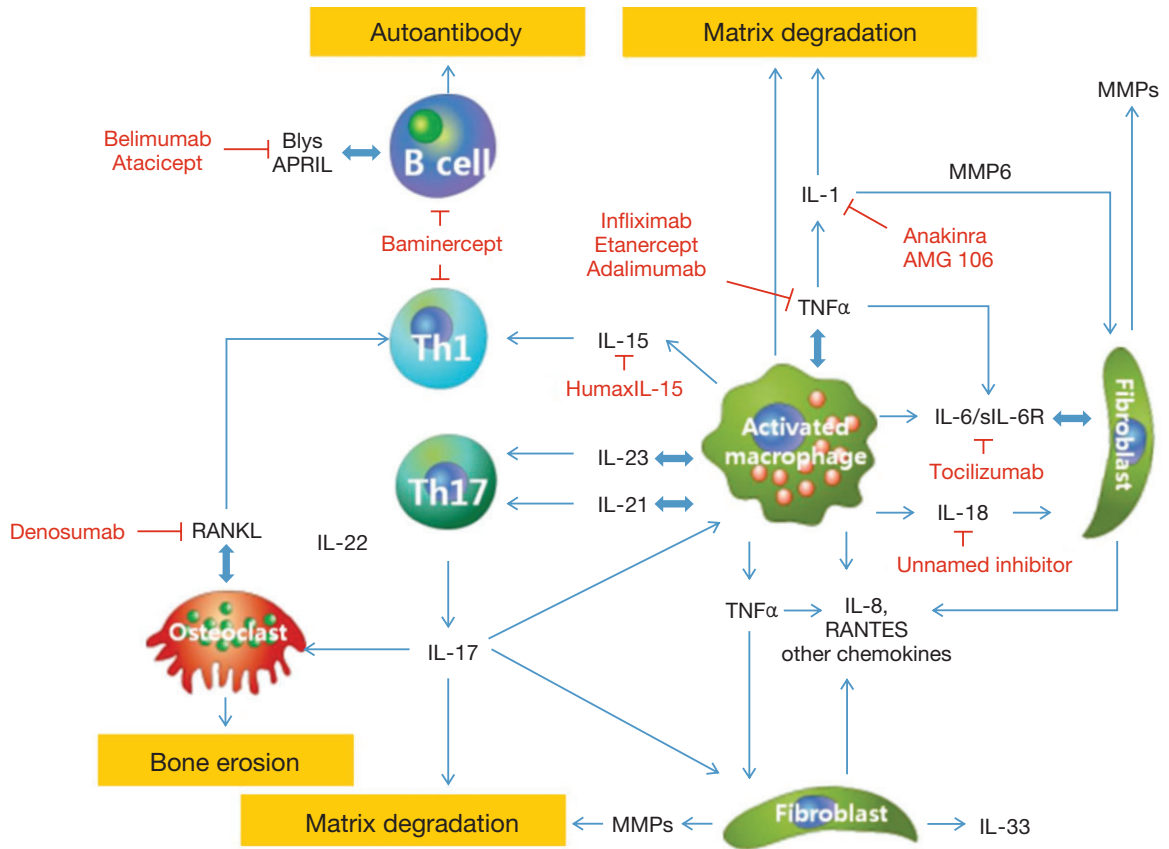 Autoantibody
Matrix degradation
MMPs
Belimumab
Atacicept
Blys
APRIL
B cell
MMP6
IL-1
Infliximab
Etanercept
Adalimumab
Anakinra
AMG 106
Baminercept
TNFα
Th1
IL-15
HumaxIL-15
Fibroblast
IL-6/sIL-6R
Activated
macrophage
Tocilizumab
Th17
IL-23
IL-21
IL-18
Denosumab
RANKL
IL-22
Unnamed inhibitor
TNFα
IL-8,
RANTES
other chemokines
Osteoclast
IL-17
Bone erosion
Matrix degradation
MMPs
Fibroblast
IL-33